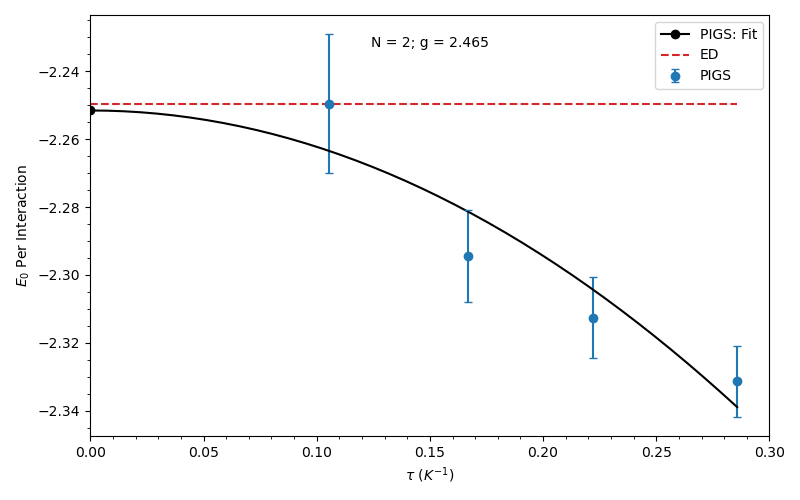 N = 2; g = 2.465
PIGS: Fit
ED
PIGS
E₀ Per Interaction
−2.24
−2.26
−2.28
−2.30
−2.32
−2.34
0.00 0.05 0.10 0.15 0.20 0.25 0.30
τ (K⁻¹)